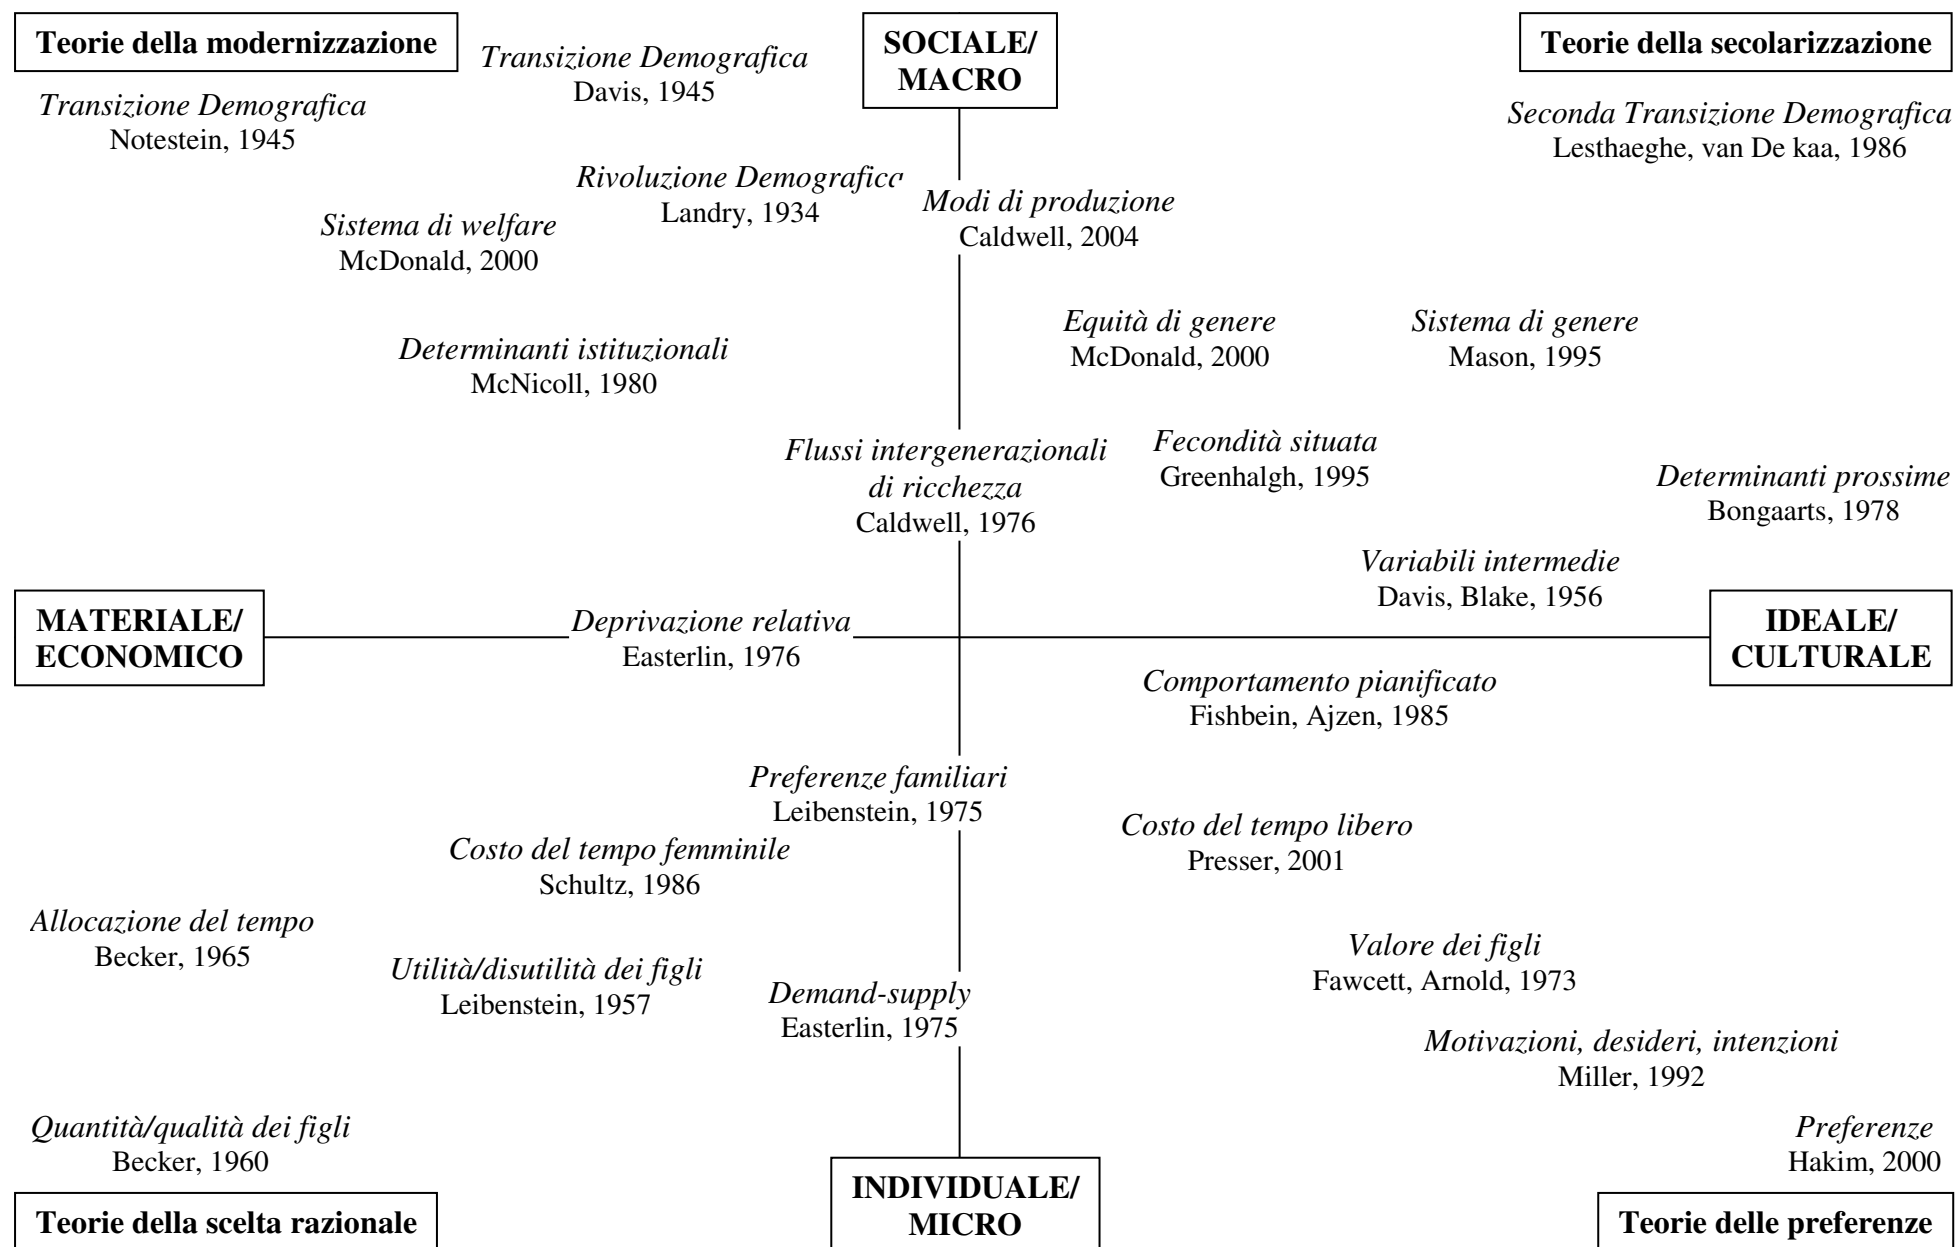 Teorie della modernizzazione
Transizione Demografica
Davis, 1945
SOCIALE/
MACRO
Teorie della secolarizzazione
Transizione Demografica
Notestein, 1945
Seconda Transizione Demografica
Lesthaeghe, van De kaa, 1986
Rivoluzione Demografica
Landry, 1934
Modi di produzione
Caldwell, 2004
Sistema di welfare
McDonald, 2000
Equità di genere
McDonald, 2000
Sistema di genere
Mason, 1995
Determinanti istituzionali
McNicoll, 1980
Flussi intergenerazionali
di ricchezza
Caldwell, 1976
Fecondità situata
Greenhalgh, 1995
Determinanti prossime
Bongaarts, 1978
Variabili intermedie
Davis, Blake, 1956
MATERIALE/
ECONOMICO
Deprivazione relativa
Easterlin, 1976
IDEALE/
CULTURALE
Comportamento pianificato
Fishbein, Ajzen, 1985
Preferenze familiari
Leibenstein, 1975
Costo del tempo libero
Presser, 2001
Costo del tempo femminile
Schultz, 1986
Allocazione del tempo
Becker, 1965
Valore dei figli
Fawcett, Arnold, 1973
Utilità/disutilità dei figli
Leibenstein, 1957
Demand-supply
Easterlin, 1975
Motivazioni, desideri, intenzioni
Miller, 1992
Quantità/qualità dei figli
Becker, 1960
Preferenze
Hakim, 2000
Teorie della scelta razionale
INDIVIDUALE/
MICRO
Teorie delle preferenze